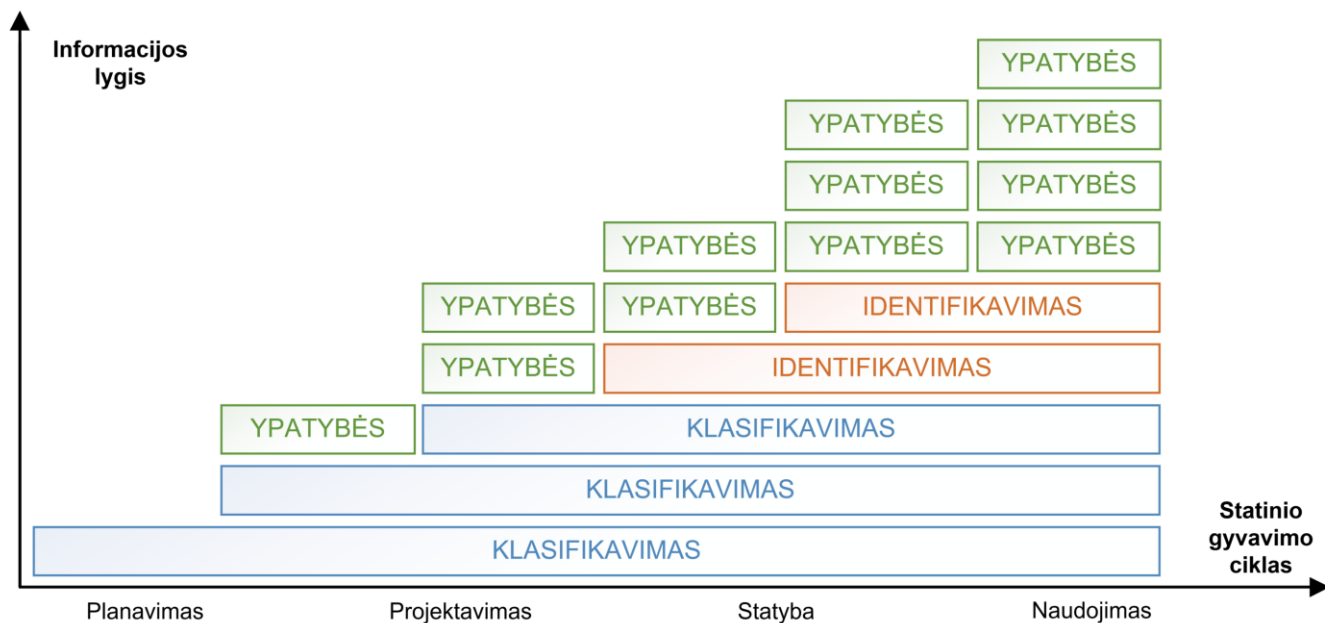 Informacijos
lygis
YPATYBĖS
YPATYBĖS YPATYBĖS
YPATYBĖS YPATYBĖS
YPATYBĖS YPATYBĖS YPATYBĖS
YPATYBĖS YPATYBĖS IDENTIFIKAVIMAS
YPATYBĖS IDENTIFIKAVIMAS
YPATYBĖS KLASIFIKAVIMAS
KLASIFIKAVIMAS
KLASIFIKAVIMAS
Statinio
gyvavimo
ciklas
Planavimas Projektavimas Statyba Naudojimas